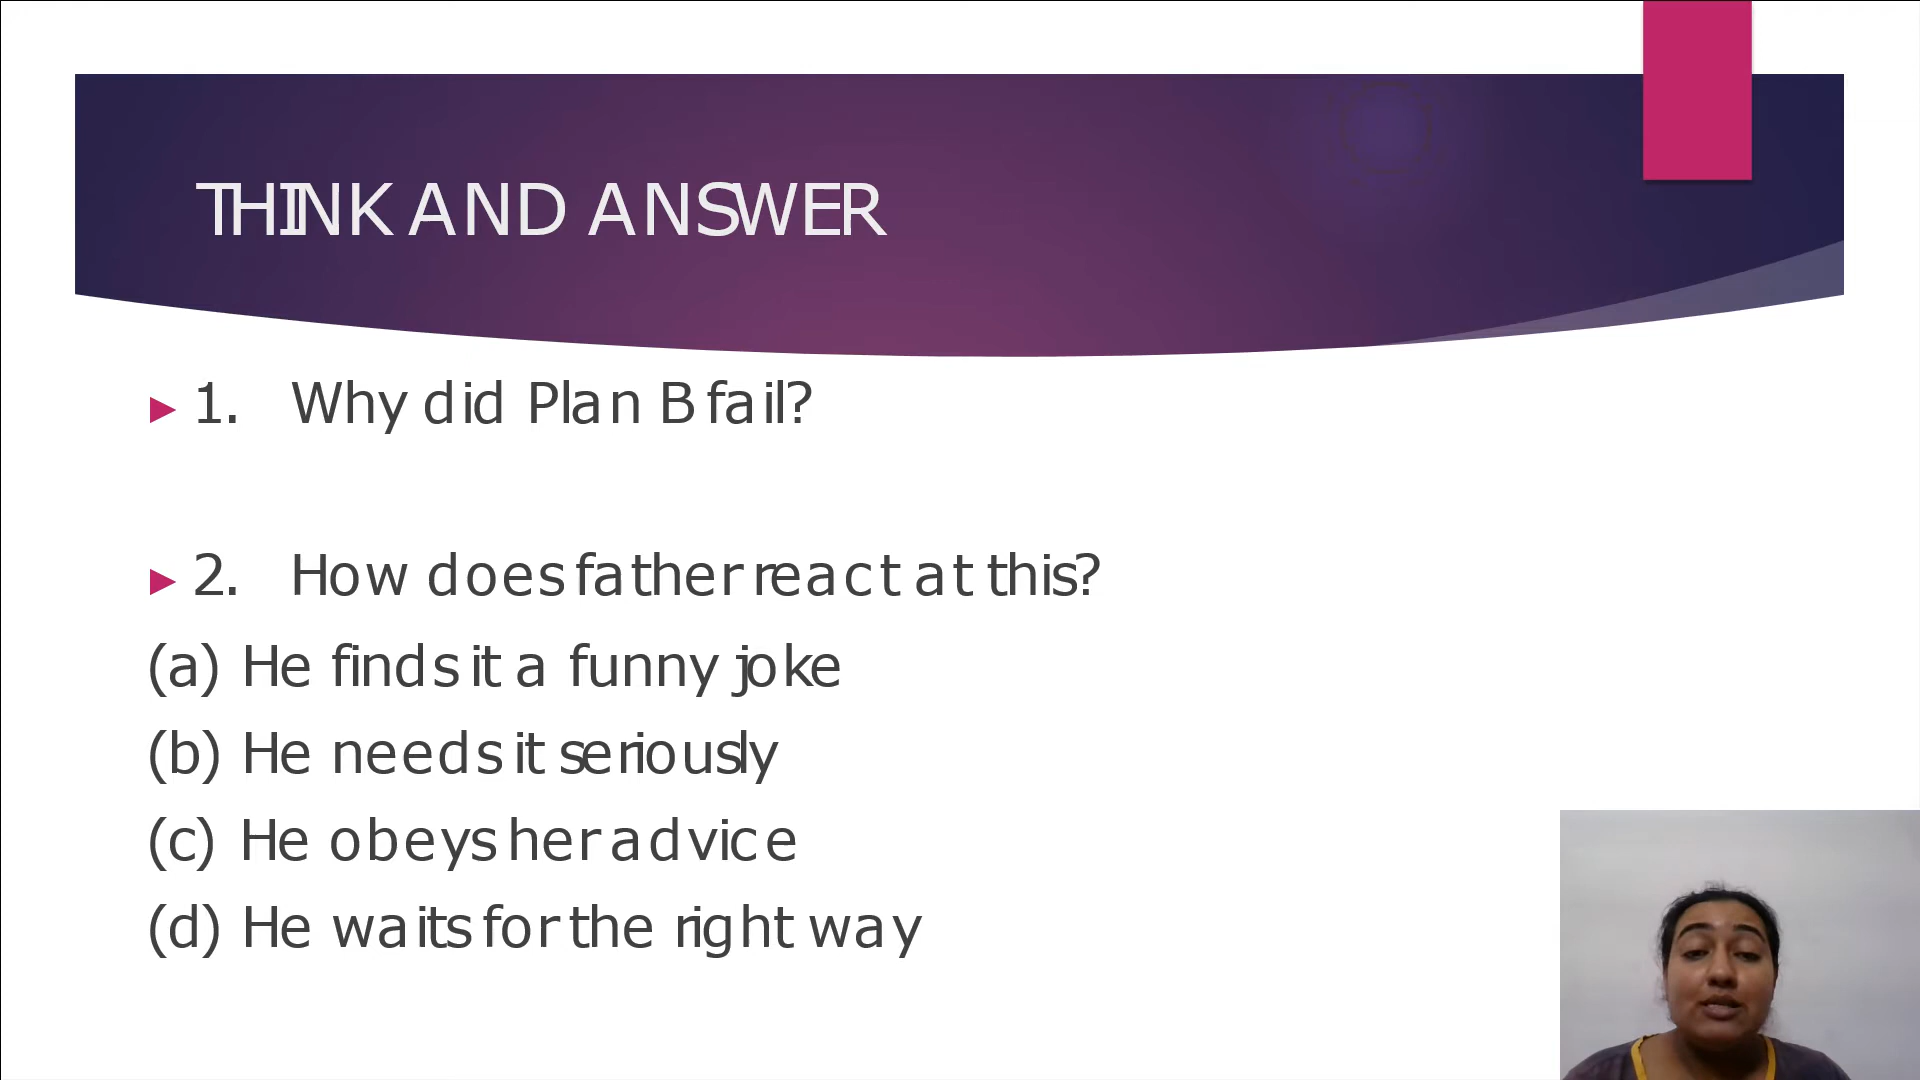 THINK AND ANSWER
1. Why did Plan B fail?
2. How does father react at this?
(a) He finds it a funny joke
(b) He needs it seriously
(c) He obeys her advice
(d) He waits for the right way